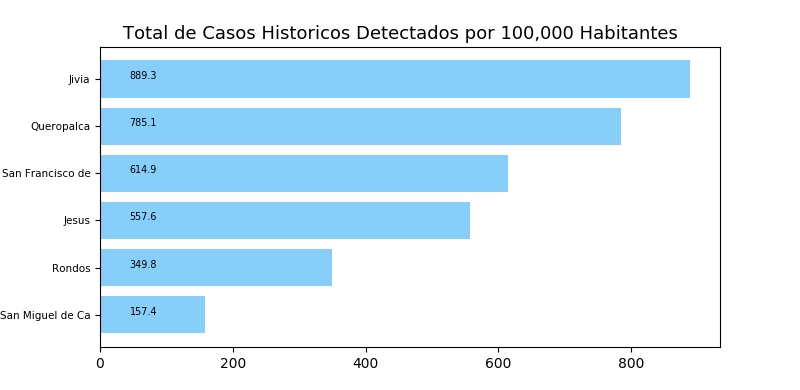 Total de Casos Historicos Detectados por 100,000 Habitantes
Jivia 889.3
Queropalca 785.1
San Francisco de 614.9
Jesus 557.6
Rondos 349.8
San Miguel de Ca 157.4
0 200 400 600 800